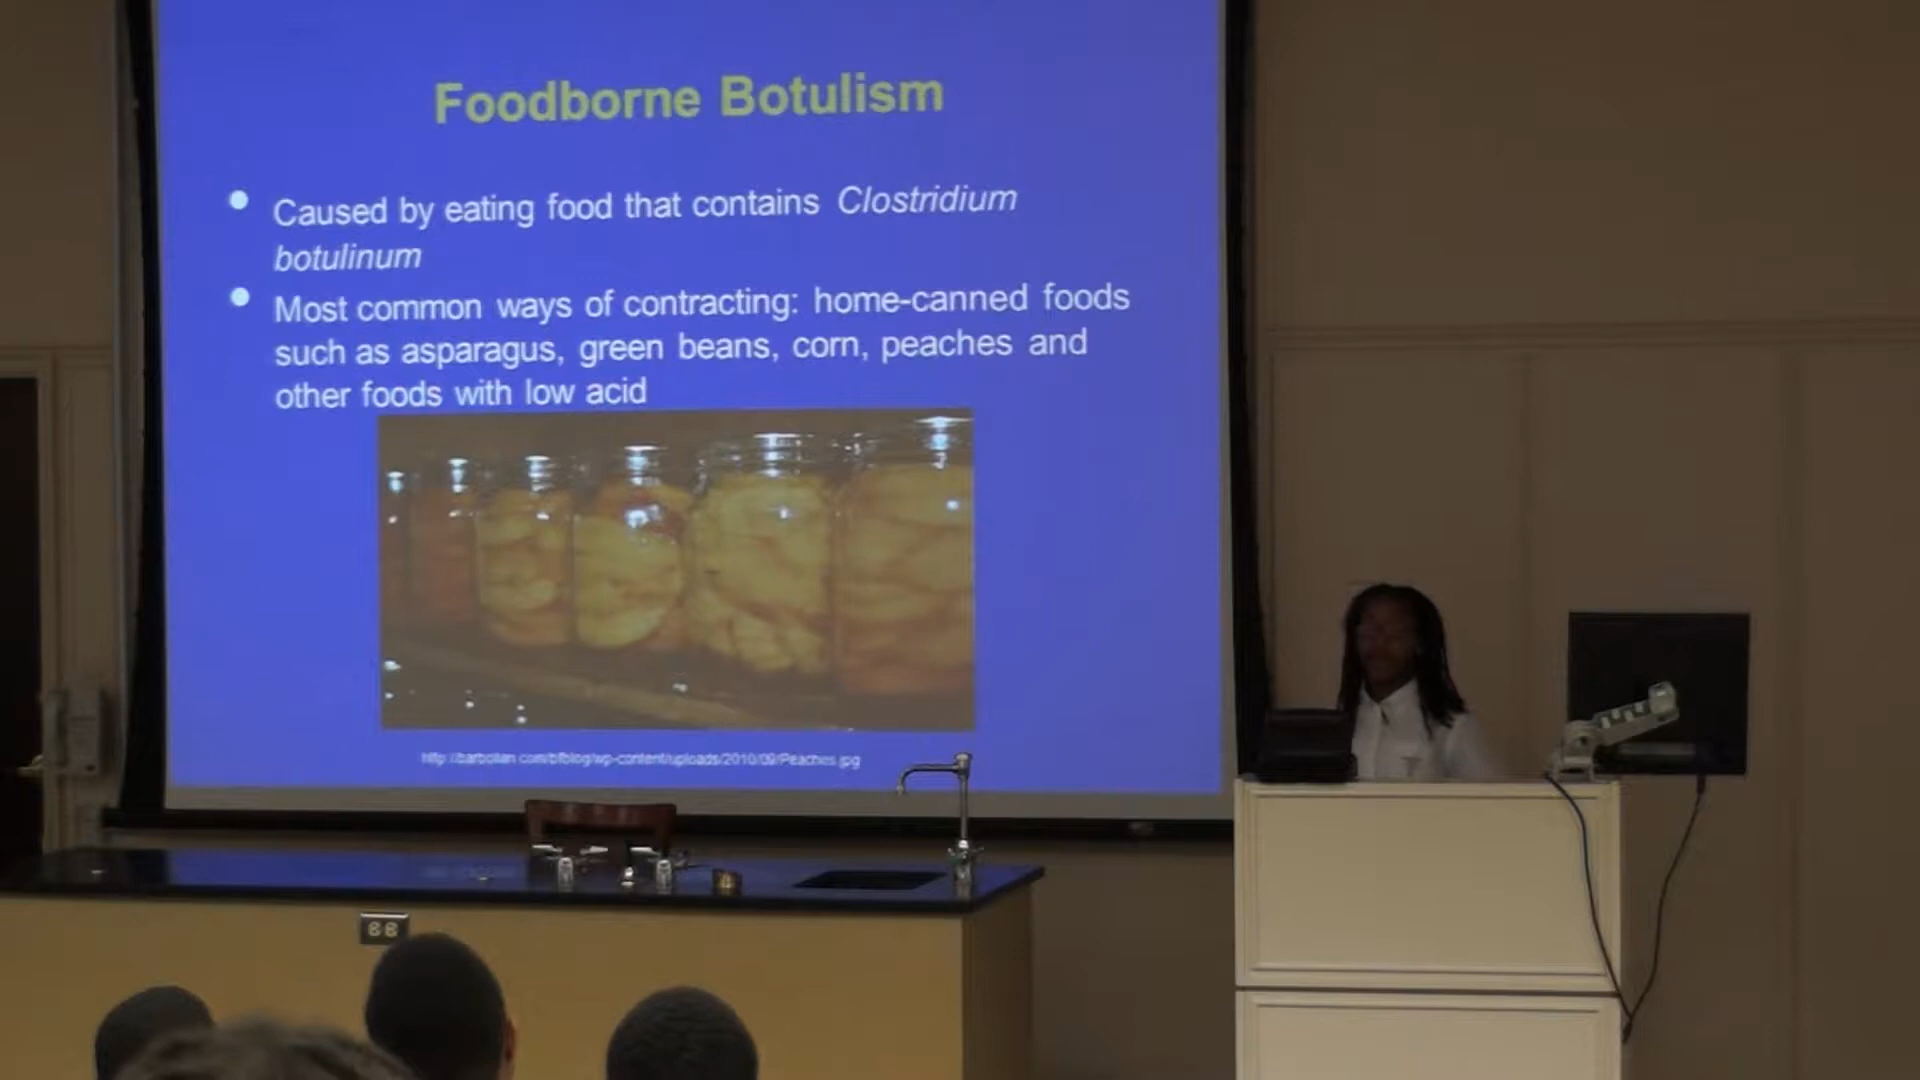 Foodborne Botulism
Caused by eating food that contains Clostridium
botulinum
Most common ways of contracting: home-canned foods
such as asparagus, green beans, corn, peaches and
other foods with low acid